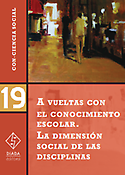 CON-CIENCIA SOCIAL
19
A VUELTAS CON
EL CONOCIMIENTO
ESCOLAR.
LA DIMENSIÓN
SOCIAL DE LAS
DISCIPLINAS
DIADA